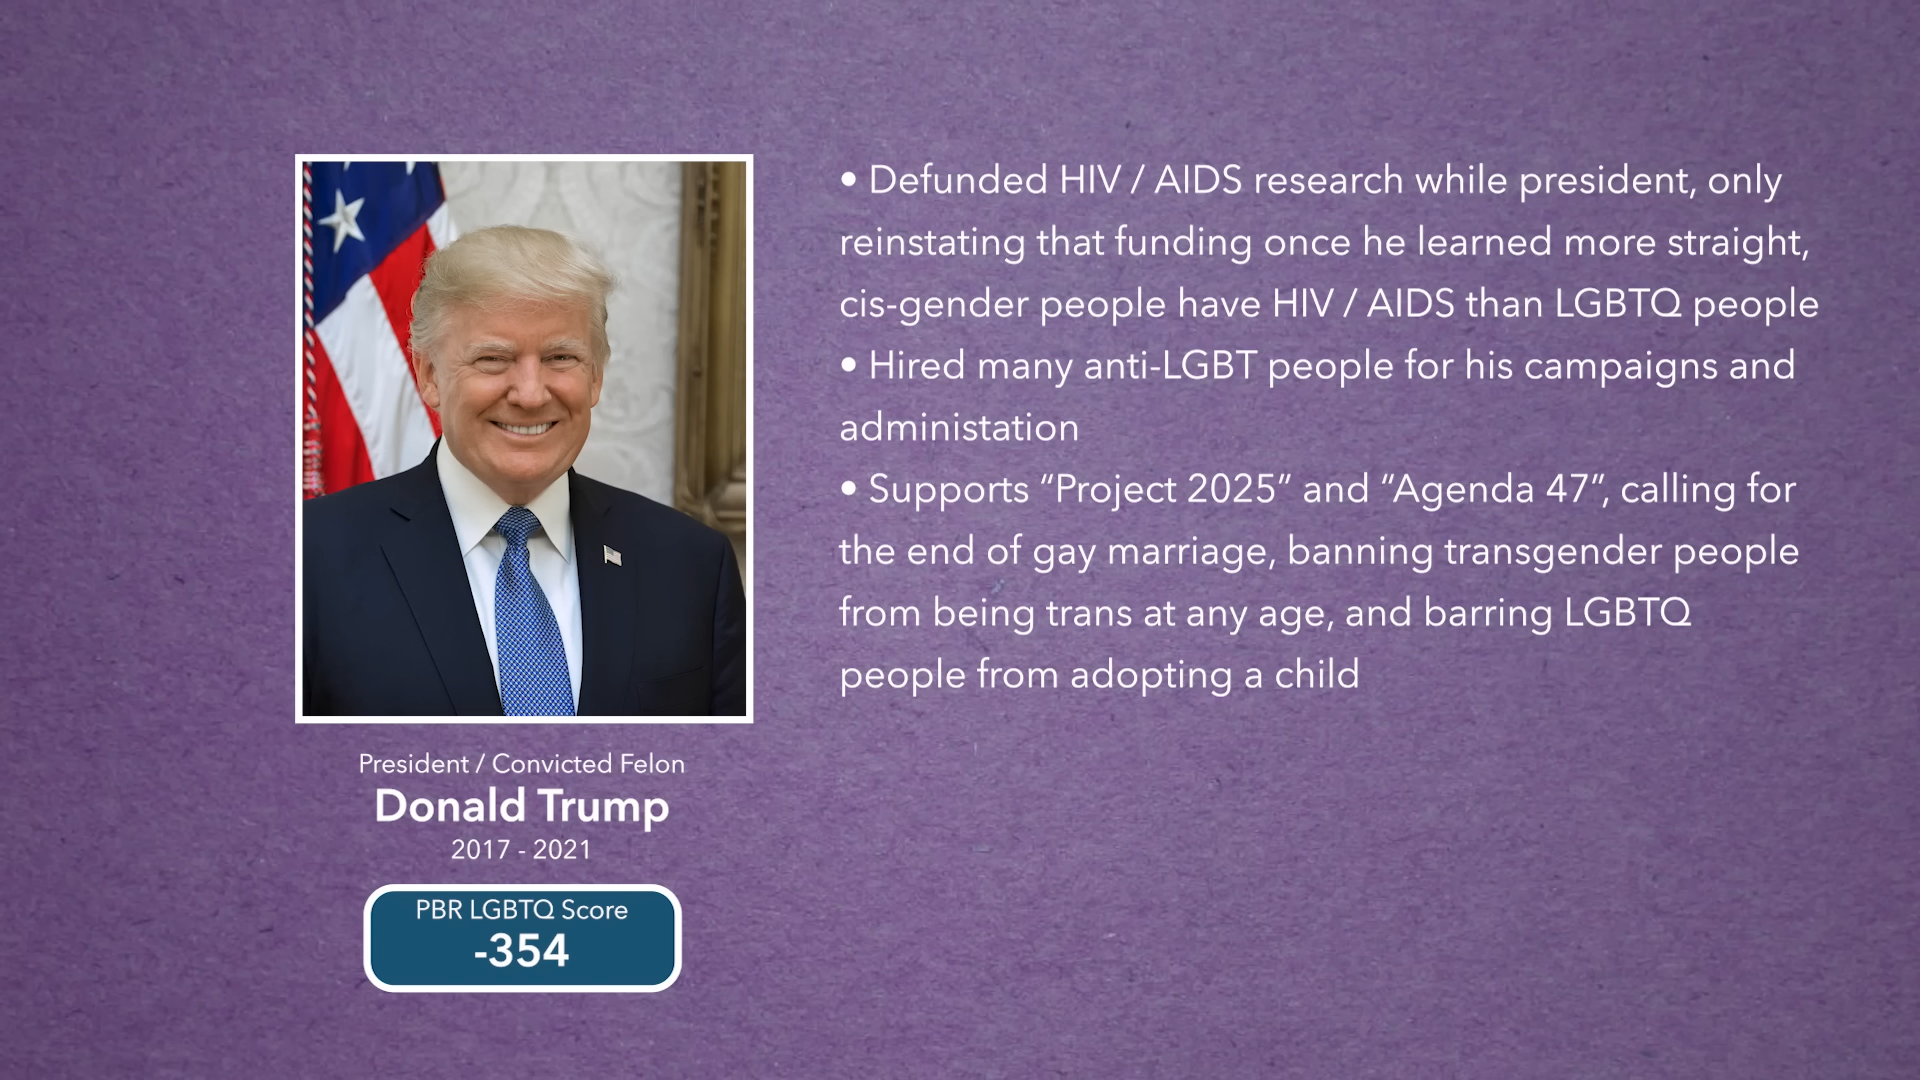 • Defunded HIV / AIDS research while president, only
reinstating that funding once he learned more straight,
cis-gender people have HIV / AIDS than LGBTQ people
• Hired many anti-LGBT people for his campaigns and
administation
• Supports “Project 2025” and “Agenda 47”, calling for
the end of gay marriage, banning transgender people
from being trans at any age, and barring LGBTQ
people from adopting a child
President / Convicted Felon
Donald Trump
2017 - 2021
PBR LGBTQ Score
-354